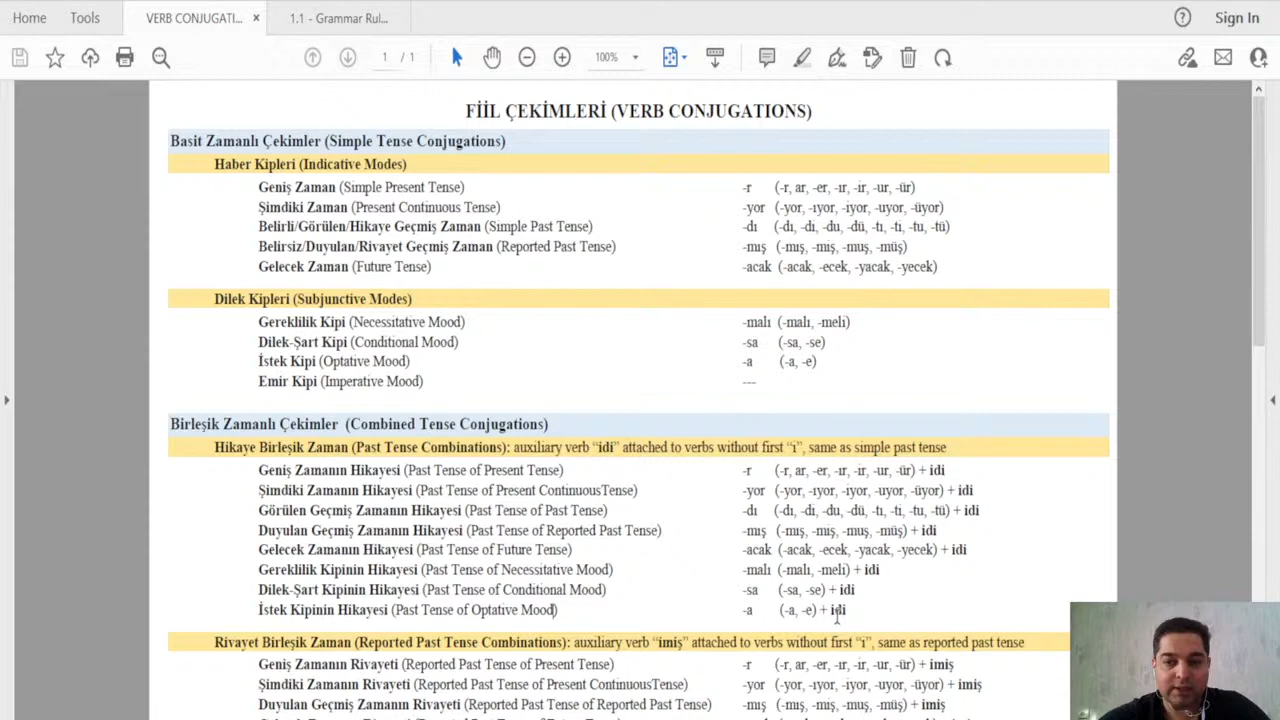 Home Tools VERB CONJUGATI... × 1.1 - Grammar Rul... ? Sign In
1 / 1 100%
FİİL ÇEKİMLERİ (VERB CONJUGATIONS)
Basit Zamanlı Çekimler (Simple Tense Conjugations)
Haber Kipleri (Indicative Modes)
Geniş Zaman (Simple Present Tense) -r (-r, ar, -er, -ır, -ir, -ur, -ür)
Şimdiki Zaman (Present Continuous Tense) -yor (-yor, -ıyor, -iyor, -uyor, -üyor)
Belirli/Görülen/Hikaye Geçmiş Zaman (Simple Past Tense) -dı (-dı, -di, -du, -dü, -tı, -ti, -tu, -tü)
Belirsiz/Duyulan/Rivayet Geçmiş Zaman (Reported Past Tense) -mış (-mış, -miş, -muş, -müş)
Gelecek Zaman (Future Tense) -acak (-acak, -ecek, -yacak, -yecek)
Dilek Kipleri (Subjunctive Modes)
Gereklilik Kipi (Necessitative Mood) -malı (-malı, -meli)
Dilek-Şart Kipi (Conditional Mood) -sa (-sa, -se)
İstek Kipi (Optative Mood) -a (-a, -e)
Emir Kipi (Imperative Mood) ---
Birleşik Zamanlı Çekimler (Combined Tense Conjugations)
Hikaye Birleşik Zaman (Past Tense Combinations): auxiliary verb “idi” attached to verbs without first “i”, same as simple past tense
Geniş Zamanın Hikayesi (Past Tense of Present Tense) -r (-r, ar, -er, -ır, -ir, -ur, -ür) + idi
Şimdiki Zamanın Hikayesi (Past Tense of Present ContinuousTense) -yor (-yor, -ıyor, -iyor, -uyor, -üyor) + idi
Görülen Geçmiş Zamanın Hikayesi (Past Tense of Past Tense) -dı (-dı, -di, -du, -dü, -tı, -ti, -tu, -tü) + idi
Duyulan Geçmiş Zamanın Hikayesi (Past Tense of Reported Past Tense) -mış (-mış, -miş, -muş, -müş) + idi
Gelecek Zamanın Hikayesi (Past Tense of Future Tense) -acak (-acak, -ecek, -yacak, -yecek) + idi
Gereklilik Kipinin Hikayesi (Past Tense of Necessitative Mood) -malı (-malı, -meli) + idi
Dilek-Şart Kipinin Hikayesi (Past Tense of Conditional Mood) -sa (-sa, -se) + idi
İstek Kipinin Hikayesi (Past Tense of Optative Mood) -a (-a, -e) + idi
Rivayet Birleşik Zaman (Reported Past Tense Combinations): auxiliary verb “imiş” attached to verbs without first “i”, same as reported past tense
Geniş Zamanın Rivayeti (Reported Past Tense of Present Tense) -r (-r, ar, -er, -ır, -ir, -ur, -ür) + imiş
Şimdiki Zamanın Rivayeti (Reported Past Tense of Present ContinuousTense) -yor (-yor, -ıyor, -iyor, -uyor, -üyor) + imiş
Duyulan Geçmiş Zamanın Rivayeti (Reported Past Tense of Reported Past Tense) -mış (-mış, -miş, -muş, -müş) + imiş